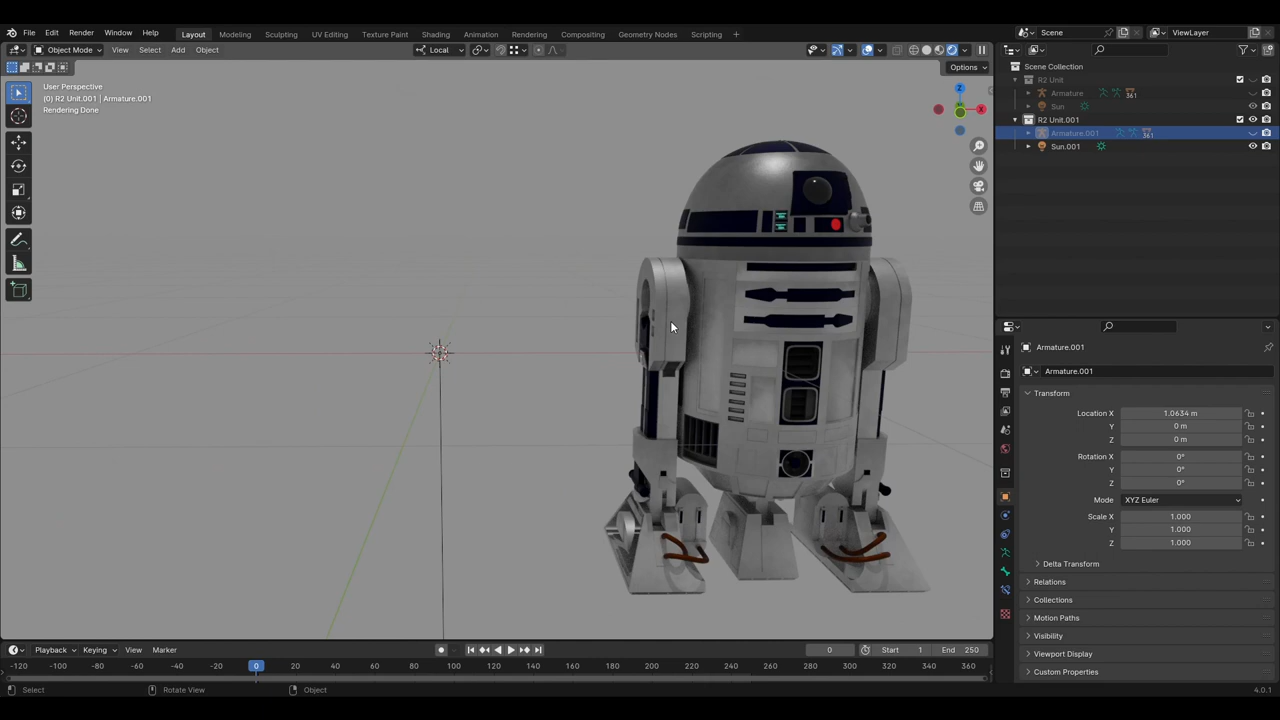 File Edit Render Window Help Layout Modeling Sculpting UV Editing Texture Paint Shading Animation Rendering Compositing Geometry Nodes Scripting + Scene ViewLayer
Object Mode View Select Add Object Local
Options
User Perspective
(0) R2 Unit.001 | Armature.001
Rendering Done
Z
X
Scene Collection
R2 Unit
Armature 361
Sun
R2 Unit.001
Armature.001 361
Sun.001
Armature.001
Armature.001
Transform
Location X 1.0634 m
Y 0 m
Z 0 m
Rotation X 0°
Y 0°
Z 0°
Mode XYZ Euler
Scale X 1.000
Y 1.000
Z 1.000
Delta Transform
Relations
Collections
Motion Paths
Visibility
Viewport Display
Custom Properties
Playback Keying View Marker 0 Start 1 End 250
-120 -100 -80 -60 -40 -20 0 20 40 60 80 100 120 140 160 180 200 220 240 260 280 300 320 340 360
Select Rotate View Object 4.0.1